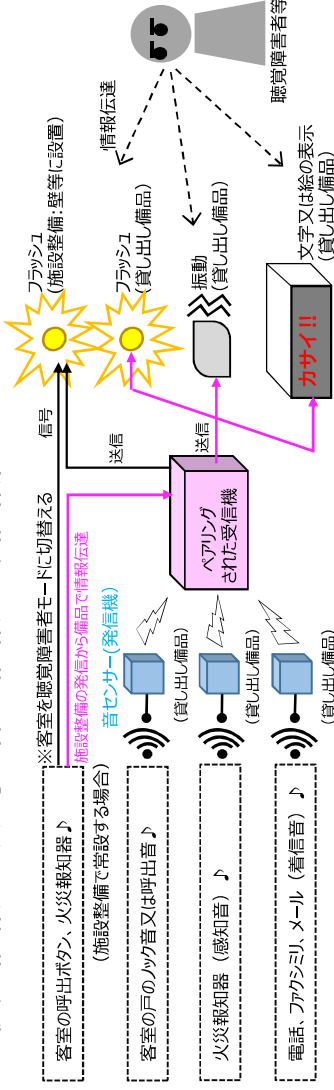 ※客室を聴覚障害者モードに切替える
客室の呼出ボタン、火災報知器♪
(施設整備で常設する場合)
施設整備の発信から備品で情報伝達
音センサー(発信機)
客室の戸のノック音又は呼出音♪
(貸し出し備品)
火災報知器（感知音）♪
(貸し出し備品)
電話、ファクシミリ、メール（着信音）♪
(貸し出し備品)
ペアリング
された受信機
信号
送信
送信
フラッシュ
(施設整備:壁等に設置)
フラッシュ
(貸し出し備品)
振動
(貸し出し備品)
文字又は絵の表示
(貸し出し備品)
カサイ!!
情報伝達
聴覚障害者等